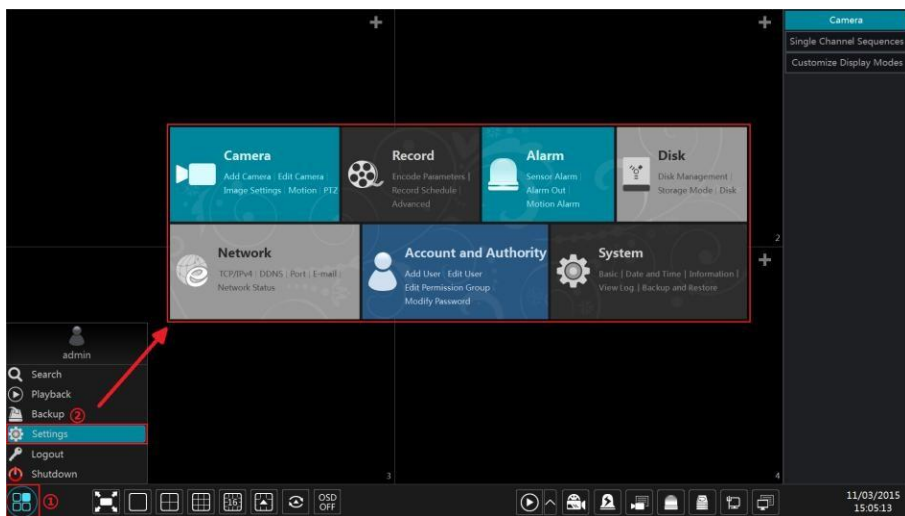 Camera
Single Channel Sequences
Customize Display Modes
Camera
Add Camera | Edit Camera
Image Settings | Motion | PTZ
Record
Encode Parameters |
Record Schedule |
Advanced
Alarm
Sensor Alarm
Alarm Out
Motion Alarm
Disk
Disk Management |
Storage Mode | Disk
Network
TCP/IPv4 | DDNS | Port | E-mail |
Network Status
Account and Authority
Add User | Edit User
Edit Permission Group
Modify Password
System
Basic | Date and Time | Information |
View Log | Backup and Restore
2
admin
Search
Playback
Backup ②
Settings
Logout
Shutdown
3
4
①
16
OSD
OFF
11/03/2015
15:05:13